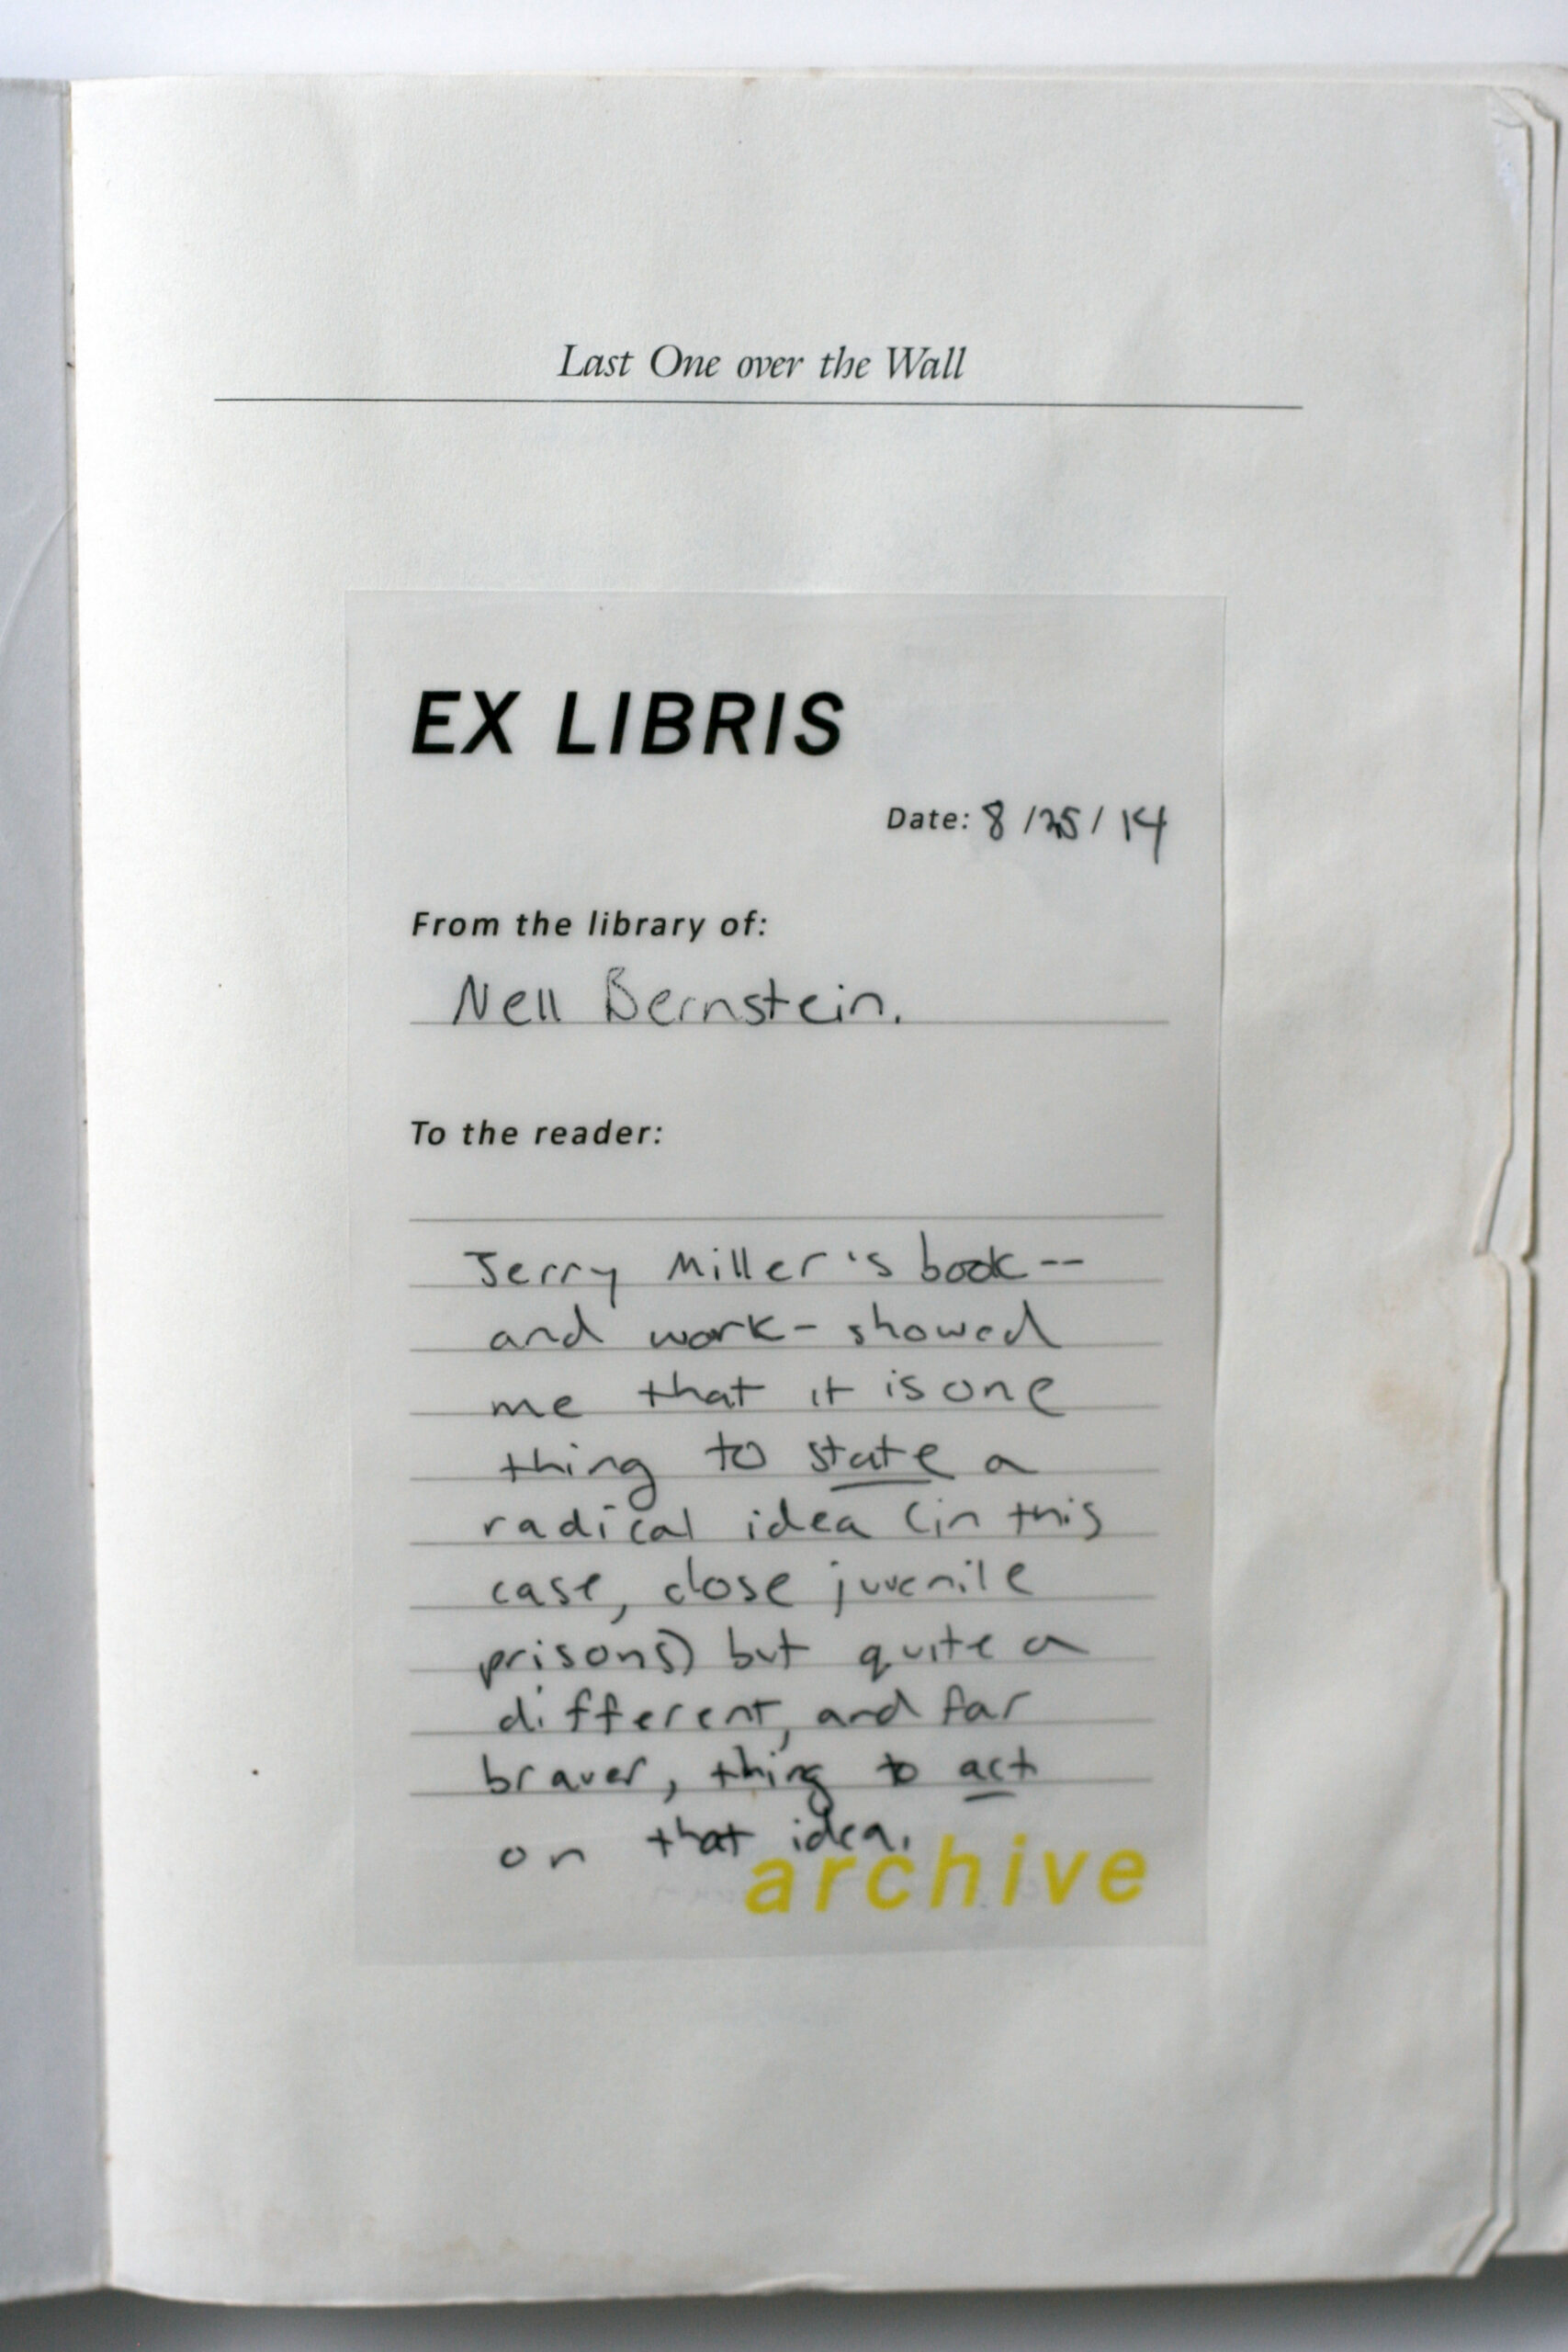 Last One over the Wall
EX LIBRIS
Date: 8/25/14
From the library of:
Nell Bernstein.
To the reader:
Jerry Miller's book--
and work- showed
me that it is one
thing to state a
radical idea (in this
case, close juvenile
prisons) but quite a
different, and far
braver, thing to act
on that idea.
archive